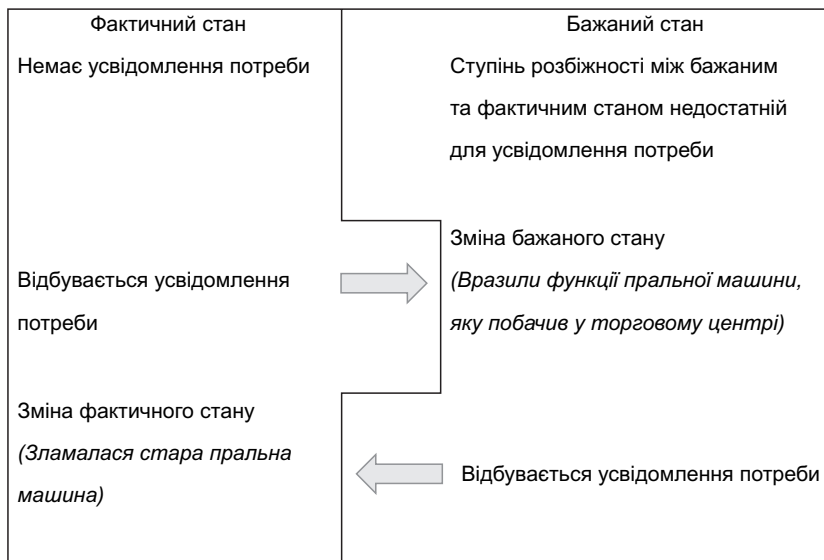 Фактичний стан
Немає усвідомлення потреби
Бажаний стан
Ступінь розбіжності між бажаним
та фактичним станом недостатній
для усвідомлення потреби
Відбувається усвідомлення
потреби
Зміна бажаного стану
(Вразили функції пральної машини,
яку побачив у торговому центрі)
Зміна фактичного стану
(Зламалася стара пральна
машина)
Відбувається усвідомлення потреби